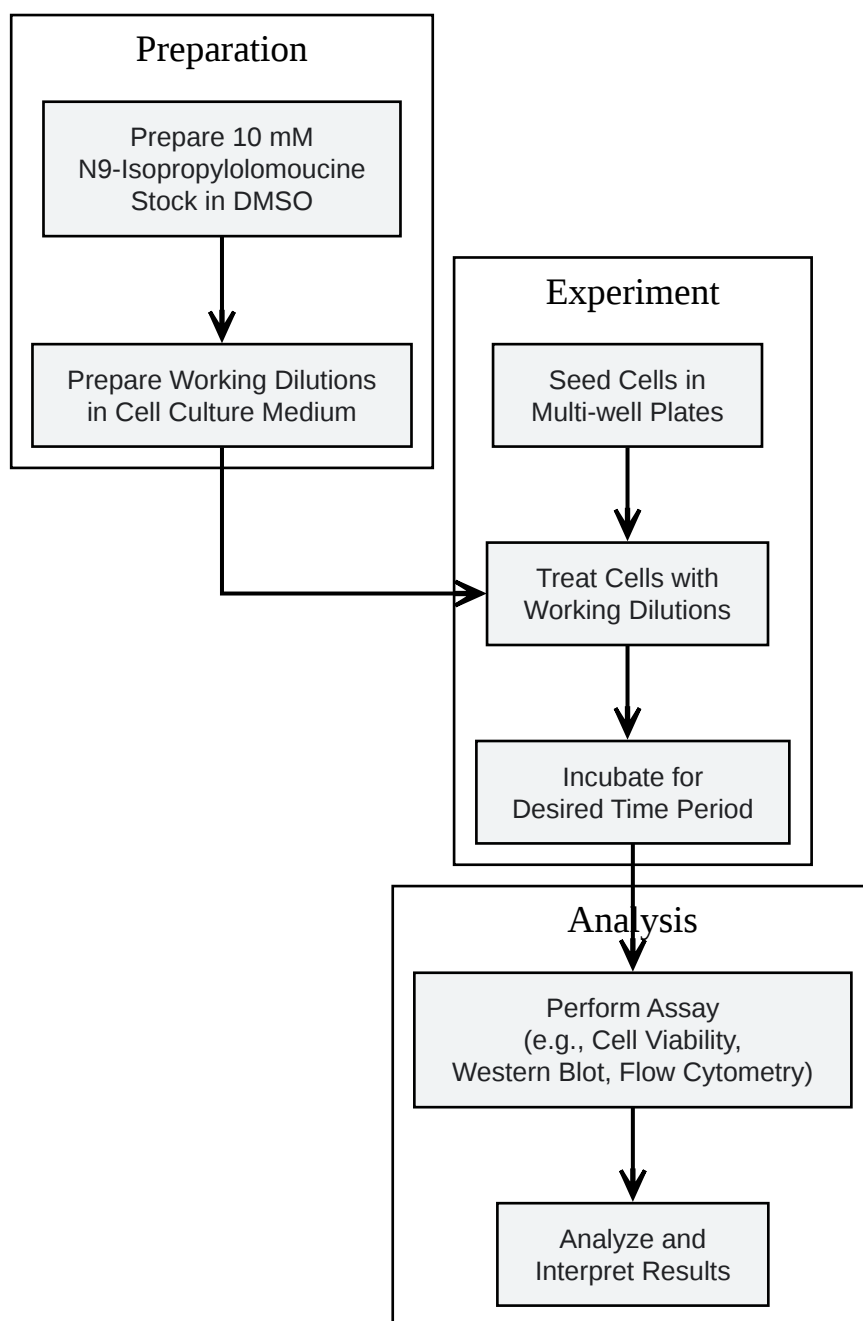 Preparation
Prepare 10 mM
N9-Isopropylolomoucine
Stock in DMSO
Prepare Working Dilutions
in Cell Culture Medium
Experiment
Seed Cells in
Multi-well Plates
Treat Cells with
Working Dilutions
Incubate for
Desired Time Period
Analysis
Perform Assay
(e.g., Cell Viability,
Western Blot, Flow Cytometry)
Analyze and
Interpret Results